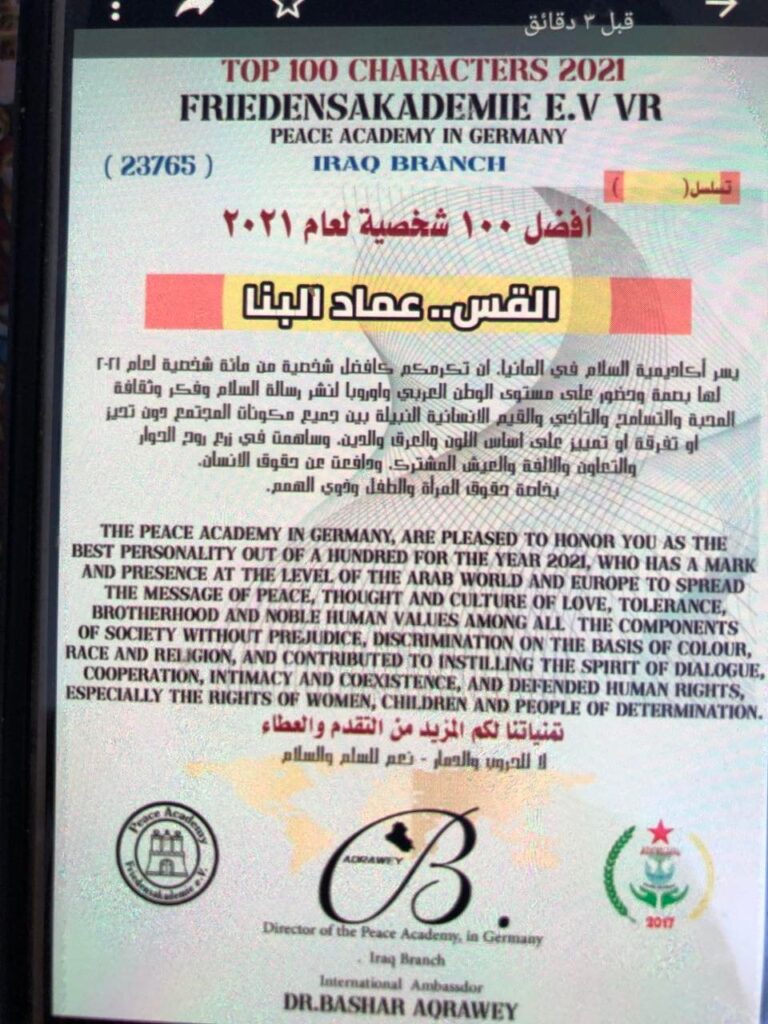 قبل ٣ دقائق
TOP 100 CHARACTERS 2021
FRIEDENSAKADEMIE E.V VR
PEACE ACADEMY IN GERMANY
( 23765 )
IRAQ BRANCH
تسلسل( )
أفضل ١٠٠ شخصية لعام ٢٠٢١
القس.. عماد البنا
يسر أكاديمية السلام في المانيا. ان تكرمكم كافضل شخصية من مائة شخصية لعام ٢٠٢١
لها بصمة وحضور على مستوى الوطن العربي واوروبا لنشر رسالة السلام وفكر وثقافة
المحبة والتسامح والتأخي والقيم الانسانية النبيلة بين جميع مكونات المجتمع دون تحيز
او تفرقة او تمييز على اساس اللون والعرق والدين. وساهمت في زرع روح الحوار
والتعاون والالفة والعيش المشترك. ودافعت عن حقوق الانسان.
بخاصة حقوق المرأة والطفل وذوي الهمم.
THE PEACE ACADEMY IN GERMANY, ARE PLEASED TO HONOR YOU AS THE
BEST PERSONALITY OUT OF A HUNDRED FOR THE YEAR 2021, WHO HAS A MARK
AND PRESENCE AT THE LEVEL OF THE ARAB WORLD AND EUROPE TO SPREAD
THE MESSAGE OF PEACE, THOUGHT AND CULTURE OF LOVE, TOLERANCE,
BROTHERHOOD AND NOBLE HUMAN VALUES AMONG ALL THE COMPONENTS
OF SOCIETY WITHOUT PREJUDICE, DISCRIMINATION ON THE BASIS OF COLOUR,
RACE AND RELIGION, AND CONTRIBUTED TO INSTILLING THE SPIRIT OF DIALOGUE,
COOPERATION, INTIMACY AND COEXISTENCE, AND DEFENDED HUMAN RIGHTS,
ESPECIALLY THE RIGHTS OF WOMEN, CHILDREN AND PEOPLE OF DETERMINATION.
تمنياتنا لكم المزيد من التقدم والعطاء
لا للحروب والدمار - نعم للسلم والسلام
Peace Academy
Friedensakademie e.V.
AQRAWEY
B.
2017
Director of the Peace Academy, in Germany
. Iraq Branch
International Ambassdor
DR.BASHAR AQRAWEY